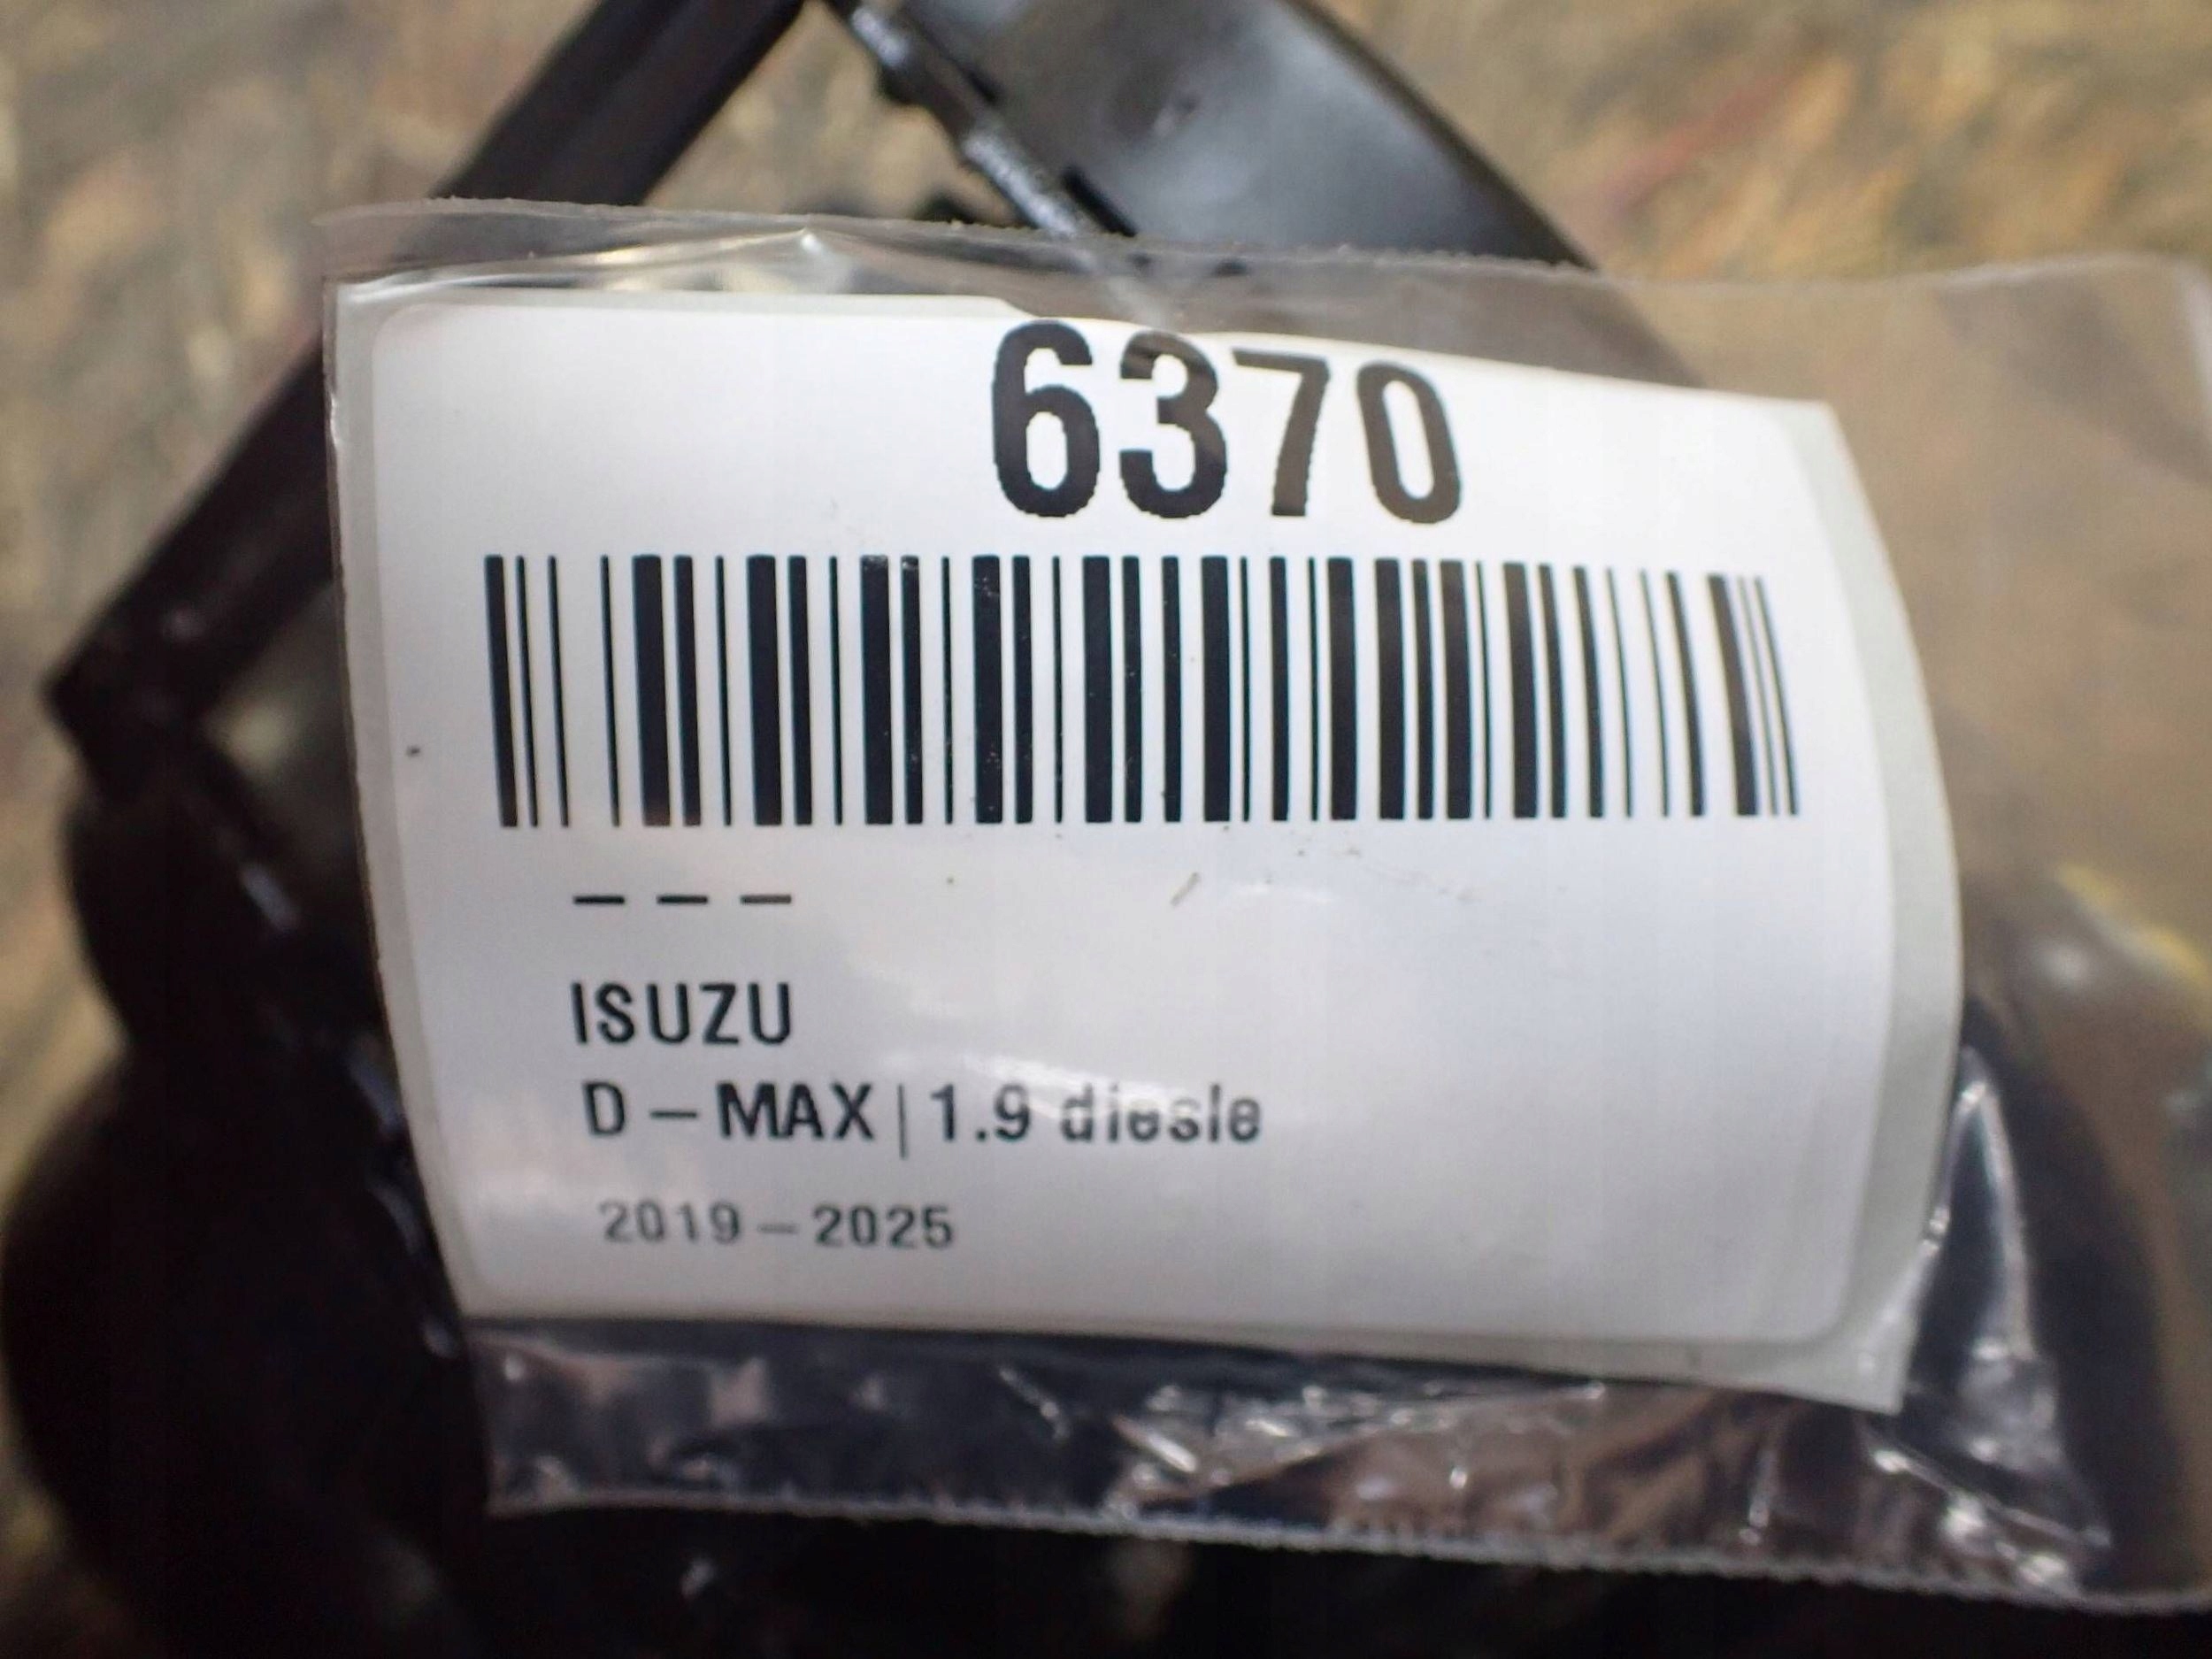 6370
– – –
ISUZU
D – MAX | 1.9 diesle
2019 – 2025